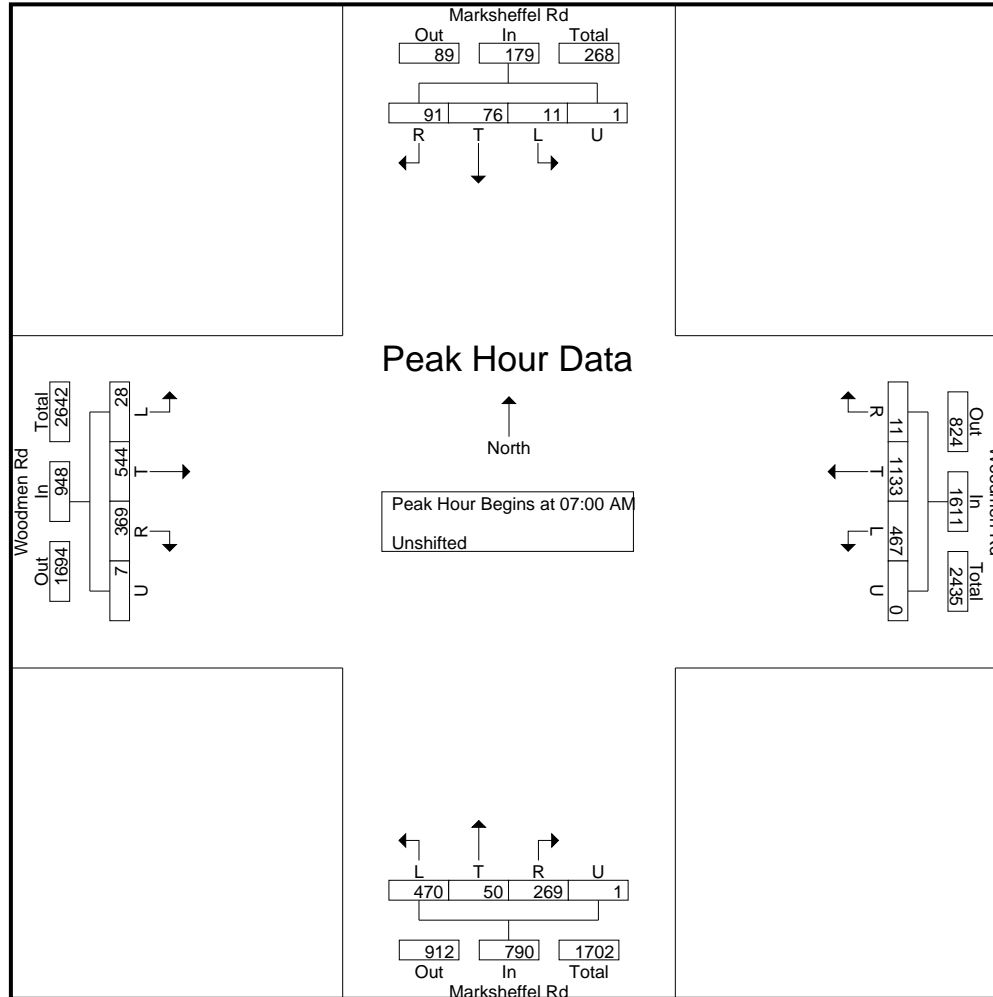 Marksheffel Rd
Out In Total
89 179 268
91 76 11 1
R T L U
Peak Hour Data
North
Peak Hour Begins at 07:00 AM
Unshifted
Woodmen Rd
Total In Out
2642 948 1694
28 544 369 7
L T R U
Woodmen Rd
Out In Total
824 1611 2435
11 1133 467 0
R T L U
L T R U
470 50 269 1
912 790 1702
Out In Total
Marksheffel Rd